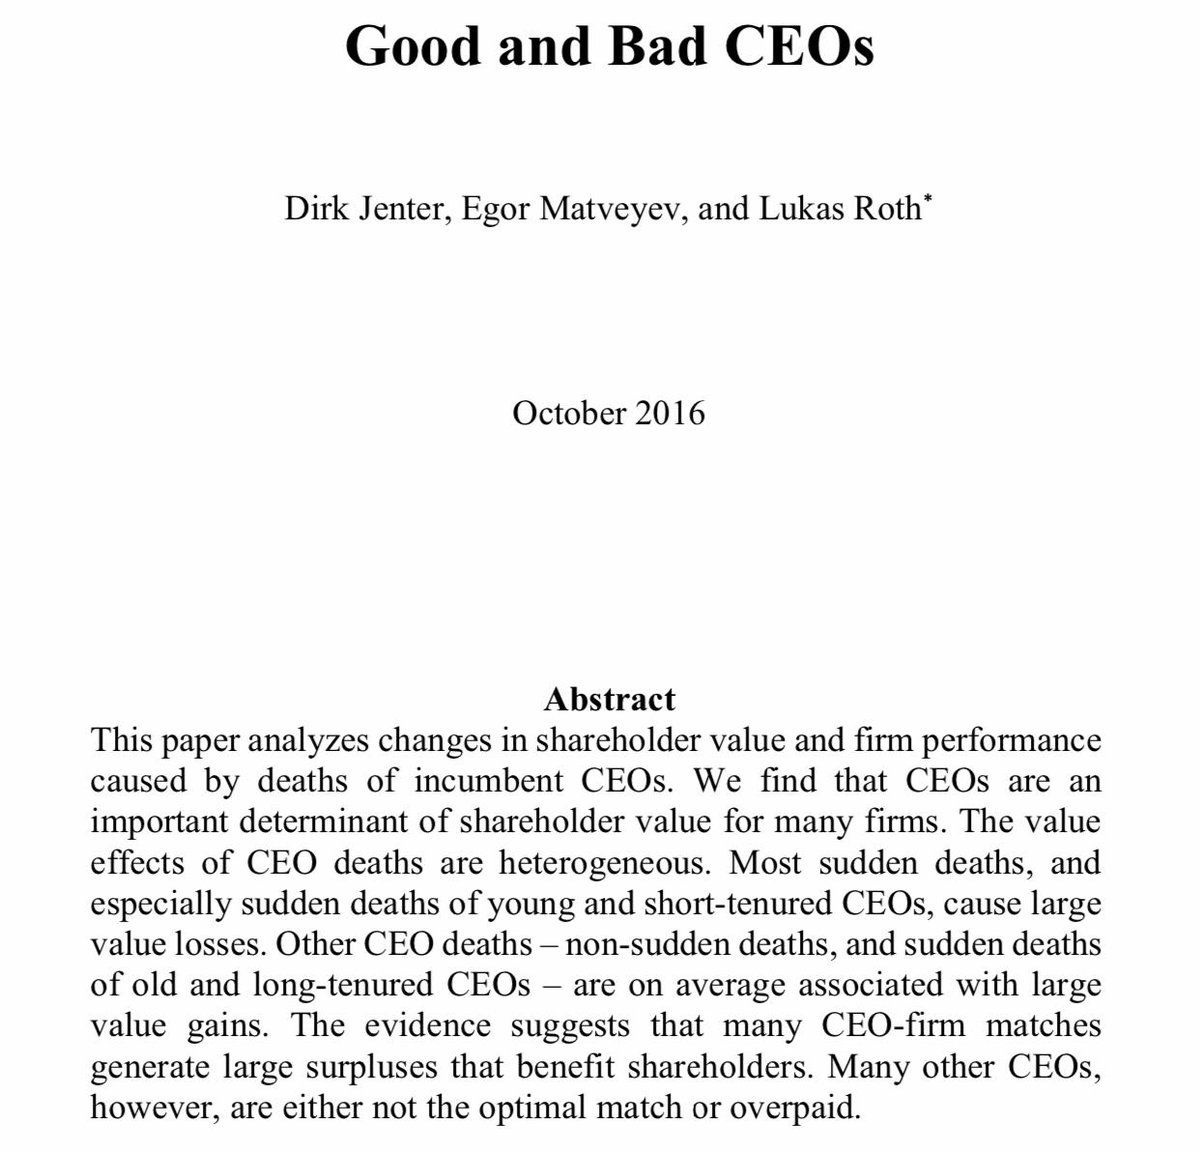 Good and Bad CEOs
Dirk Jenter, Egor Matveyev, and Lukas Roth*
October 2016
Abstract
This paper analyzes changes in shareholder value and firm performance
caused by deaths of incumbent CEOs. We find that CEOs are an
important determinant of shareholder value for many firms. The value
effects of CEO deaths are heterogeneous. Most sudden deaths, and
especially sudden deaths of young and short-tenured CEOs, cause large
value losses. Other CEO deaths – non-sudden deaths, and sudden deaths
of old and long-tenured CEOs – are on average associated with large
value gains. The evidence suggests that many CEO-firm matches
generate large surpluses that benefit shareholders. Many other CEOs,
however, are either not the optimal match or overpaid.